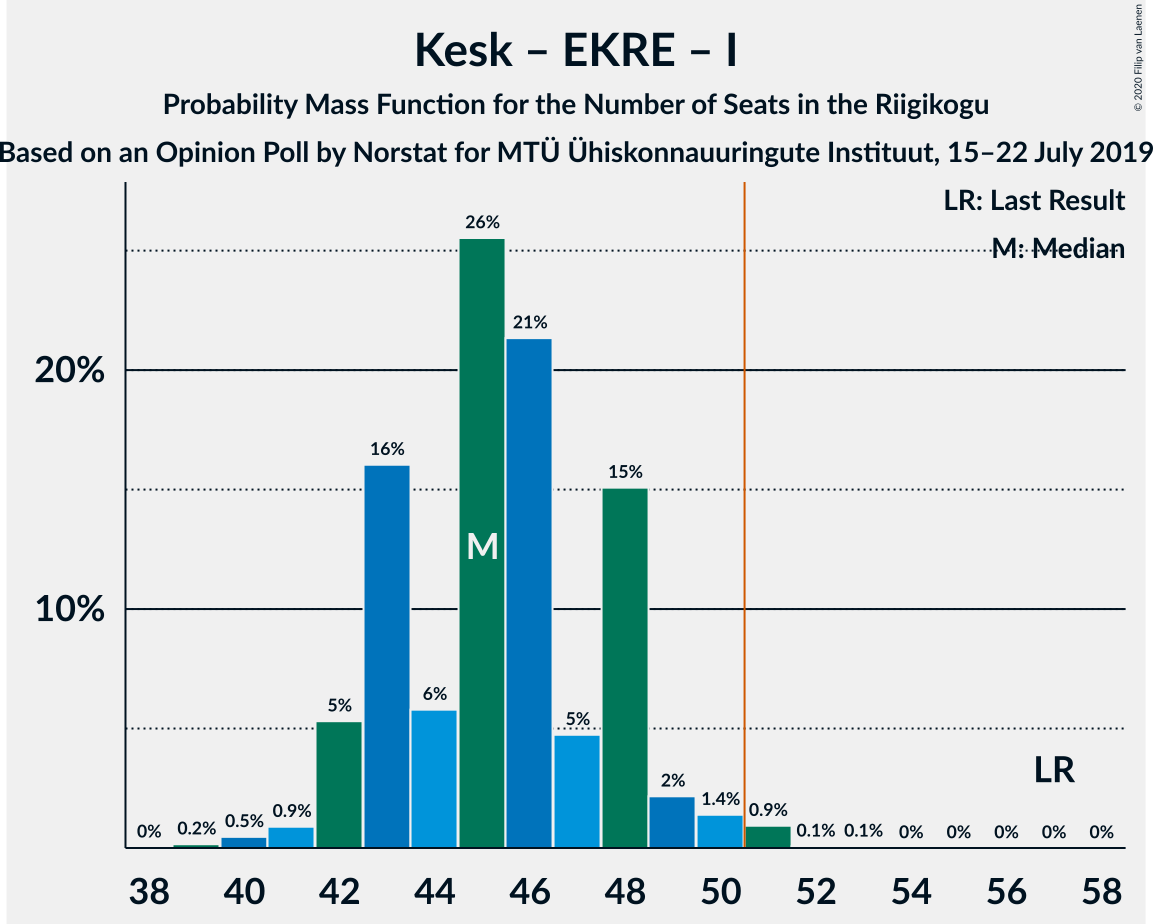 Kesk – EKRE – I
Probability Mass Function for the Number of Seats in the Riigikogu
Based on an Opinion Poll by Norstat for MTÜ Ühiskonnauuringute Instituut, 15–22 July 2019
© 2020 Filip van Laenen
LR: Last Result
M: Median
26%
21%
20%
16%
15%
M
10%
6%
5%
5%
LR
2%
1.4%
0.9%
0.9%
0.5%
0.2%
0%
0.1%
0.1%
0%
0%
0%
0%
0%
38 40 42 44 46 48 50 52 54 56 58